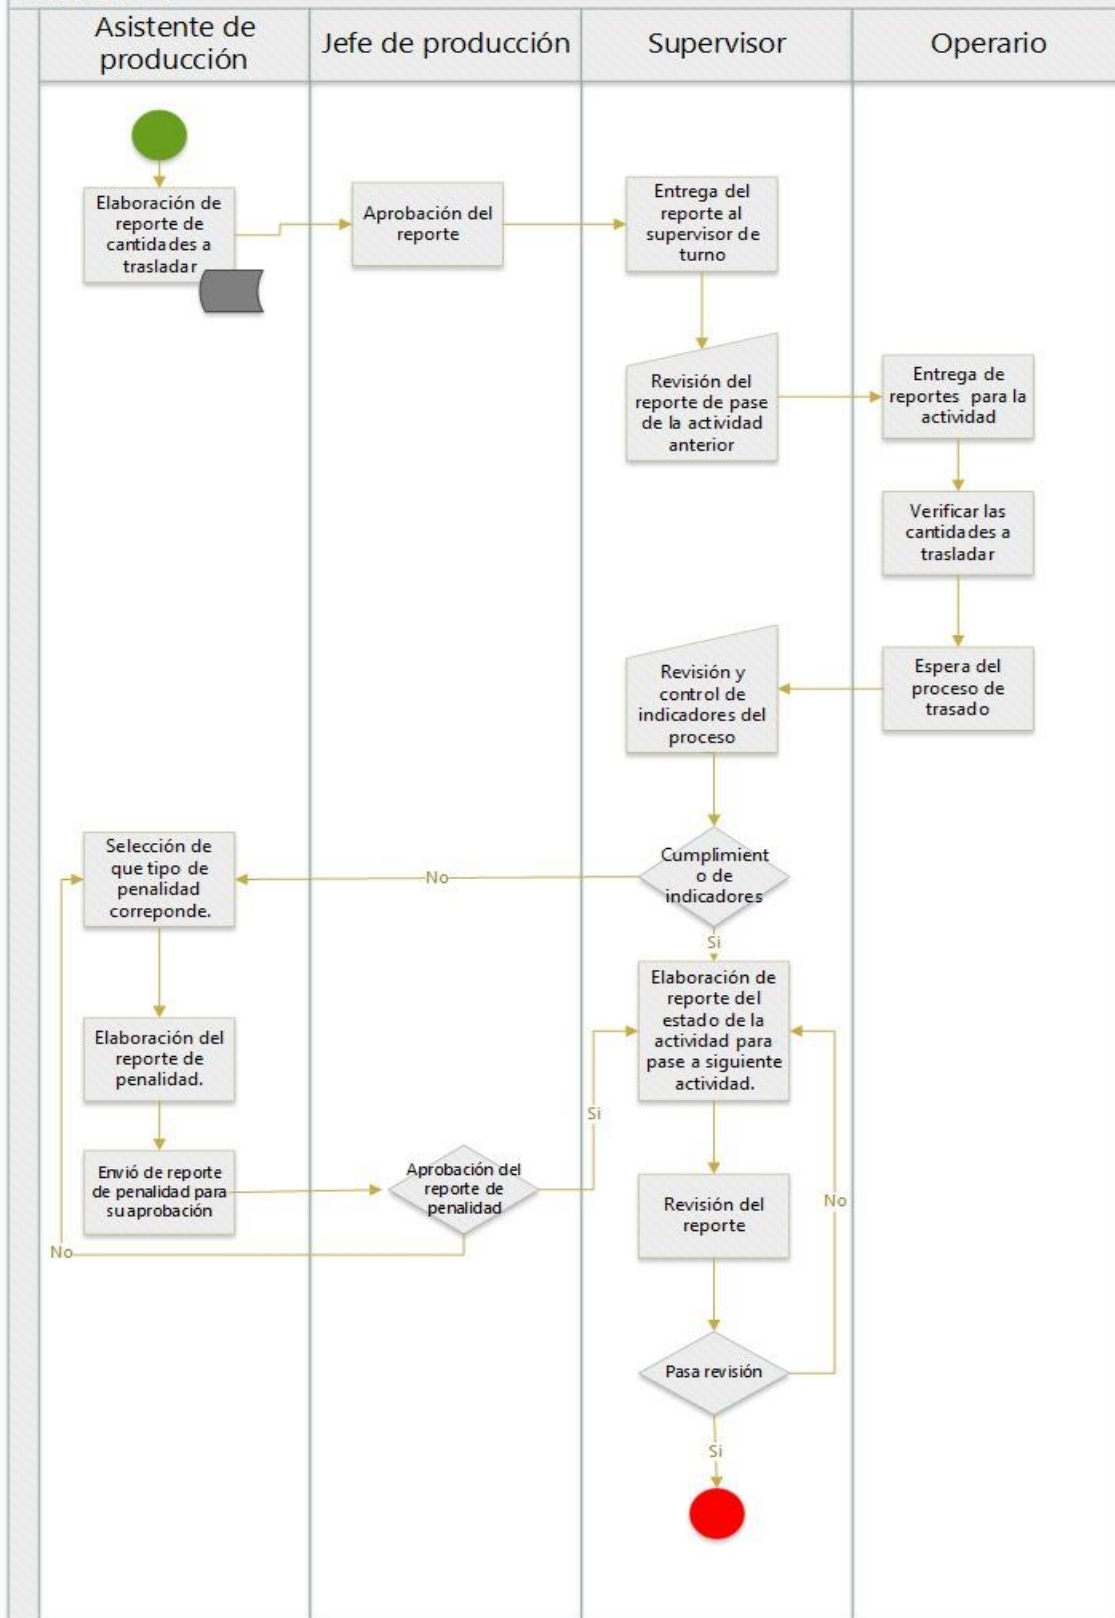 Asistente de
producción
Jefe de producción
Supervisor
Operario
Elaboración de
reporte de
cantidades a
trasladar
Aprobación del
reporte
Entrega del
reporte al
supervisor de
turno
Revisión del
reporte de pase
de la actividad
anterior
Entrega de
reportes para la
actividad
Verificar las
cantidades a
trasladar
Espera del
proceso de
trasado
Revisión y
control de
indicadores del
proceso
Cumplimient
o de
indicadores
No
Si
Selección de
que tipo de
penalidad
correponde.
Elaboración del
reporte de
penalidad.
Envió de reporte
de penalidad para
su aprobación
Aprobación del
reporte de
penalidad
No
Si
Elaboración de
reporte del
estado de la
actividad para
pase a siguiente
actividad.
Revisión del
reporte
No
Pasa revisión
Si